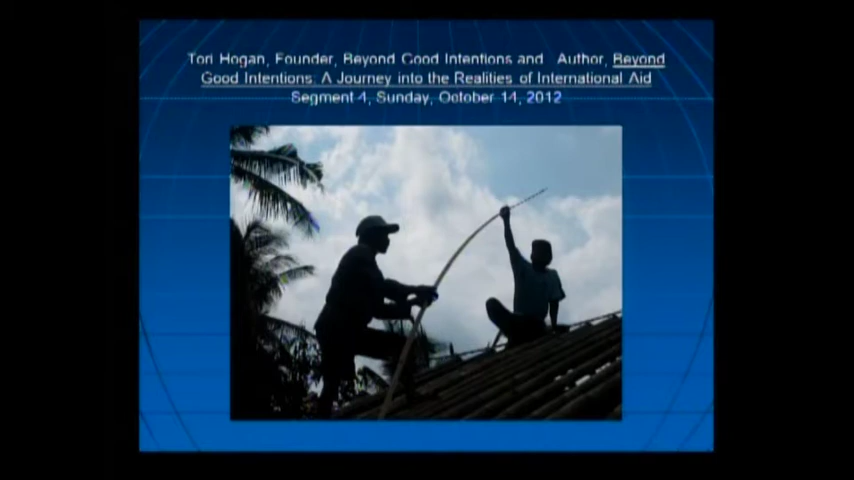 Tori Hogan, Founder, Beyond Good Intentions and Author, Beyond
Good Intentions: A Journey into the Realities of International Aid
Segment 4, Sunday, October 14, 2012